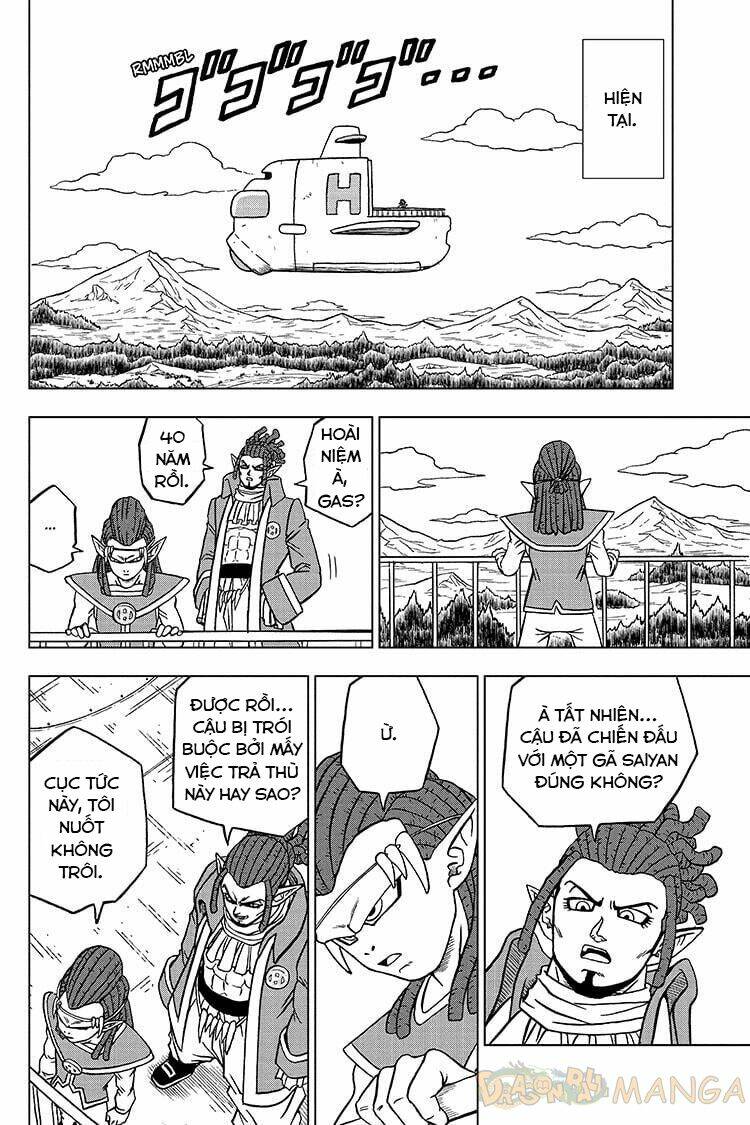 HIỆN
TẠI.
RMMMBL
ゴゴゴゴ...
H
HOÀI
NIỆM
À,
GAS?
40
NĂM
RỒI.
...
À TẤT NHIÊN...
CẬU ĐÃ CHIẾN ĐẤU
VỚI MỘT GÃ SAIYAN
ĐÚNG KHÔNG?
Ừ.
ĐƯỢC RỒI...
CẬU BỊ TRÓI
BUỘC BỞI MẤY
VIỆC TRẢ THÙ
NÀY HAY SAO?
CỤC TỨC
NÀY, TÔI
NUỐT
KHÔNG
TRÔI.
DRAGON BALL MANGA